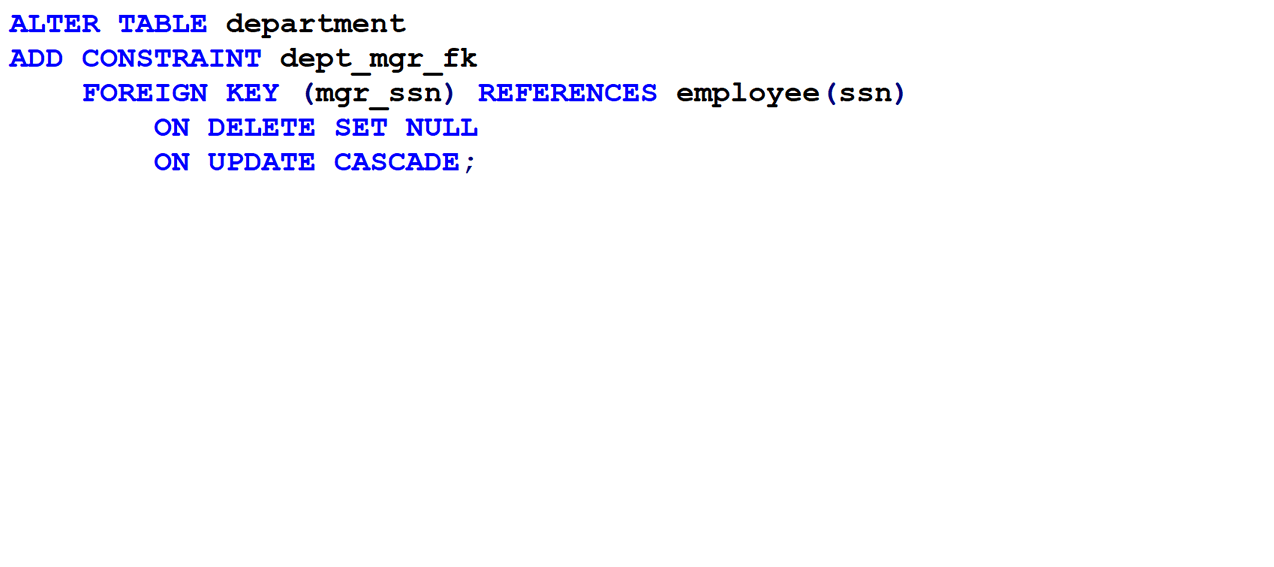 ALTER TABLE department
ADD CONSTRAINT dept_mgr_fk
FOREIGN KEY (mgr_ssn) REFERENCES employee(ssn)
ON DELETE SET NULL
ON UPDATE CASCADE;